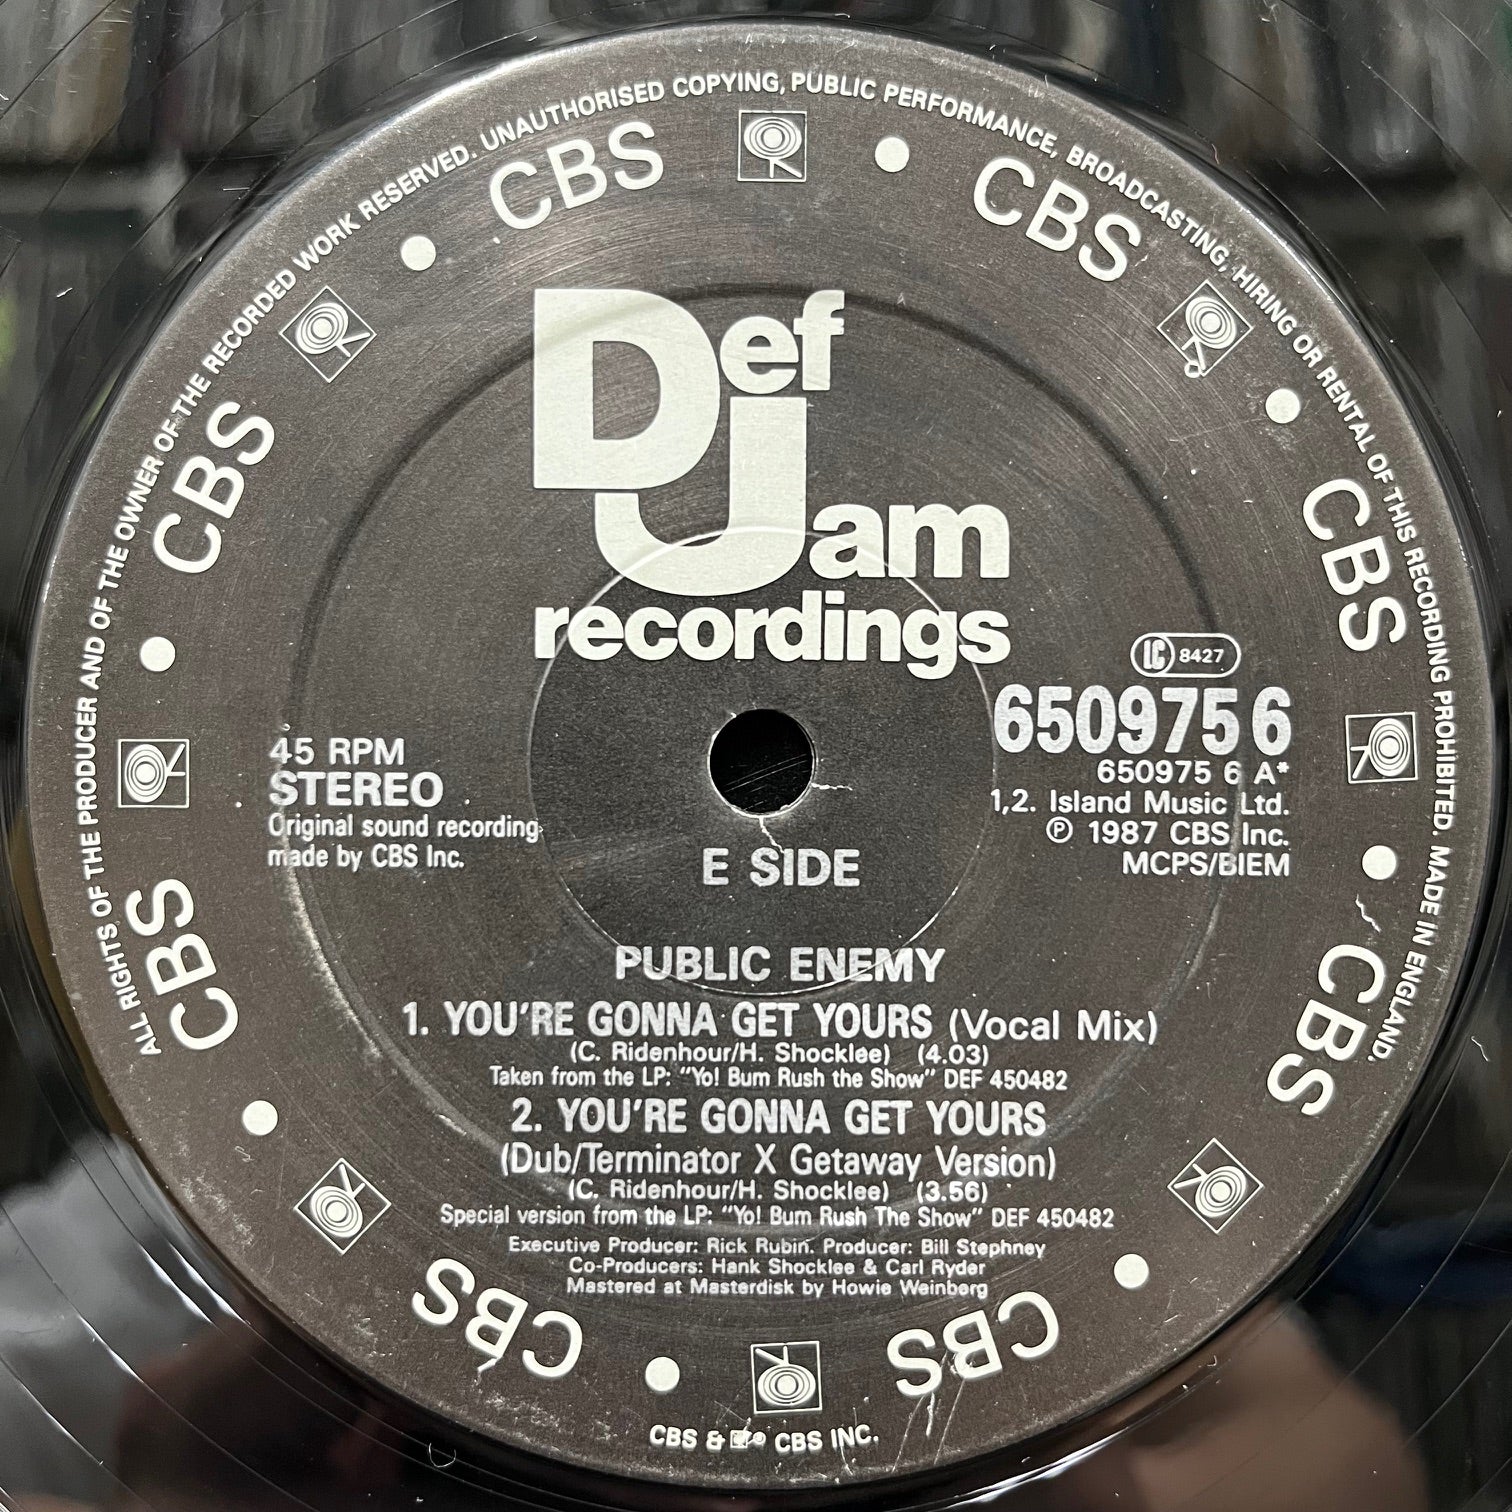 ALL RIGHTS OF THE PRODUCER AND OF THE OWNER OF THE RECORDED WORK RESERVED. UNAUTHORISED COPYING, PUBLIC PERFORMANCE, BROADCASTING, HIRING OR RENTAL OF THIS RECORDING PROHIBITED. MADE IN ENGLAND.
CBS
CBS
CBS
CBS
CBS
CBS
CBS
CBS
Def
Jam
recordings
LC 8427
650975 6
650975 6 A*
1,2. Island Music Ltd.
℗ 1987 CBS Inc.
MCPS/BIEM
45 RPM
STEREO
Original sound recording
made by CBS Inc.
E SIDE
PUBLIC ENEMY
1. YOU'RE GONNA GET YOURS (Vocal Mix)
(C. Ridenhour/H. Shocklee) (4.03)
Taken from the LP: "Yo! Bum Rush the Show" DEF 450482
2. YOU'RE GONNA GET YOURS
(Dub/Terminator X Getaway Version)
(C. Ridenhour/H. Shocklee) (3.56)
Special version from the LP: "Yo! Bum Rush The Show" DEF 450482
Executive Producer: Rick Rubin. Producer: Bill Stephney
Co-Producers: Hank Shocklee & Carl Ryder
Mastered at Masterdisk by Howie Weinberg
CBS & CBS INC.